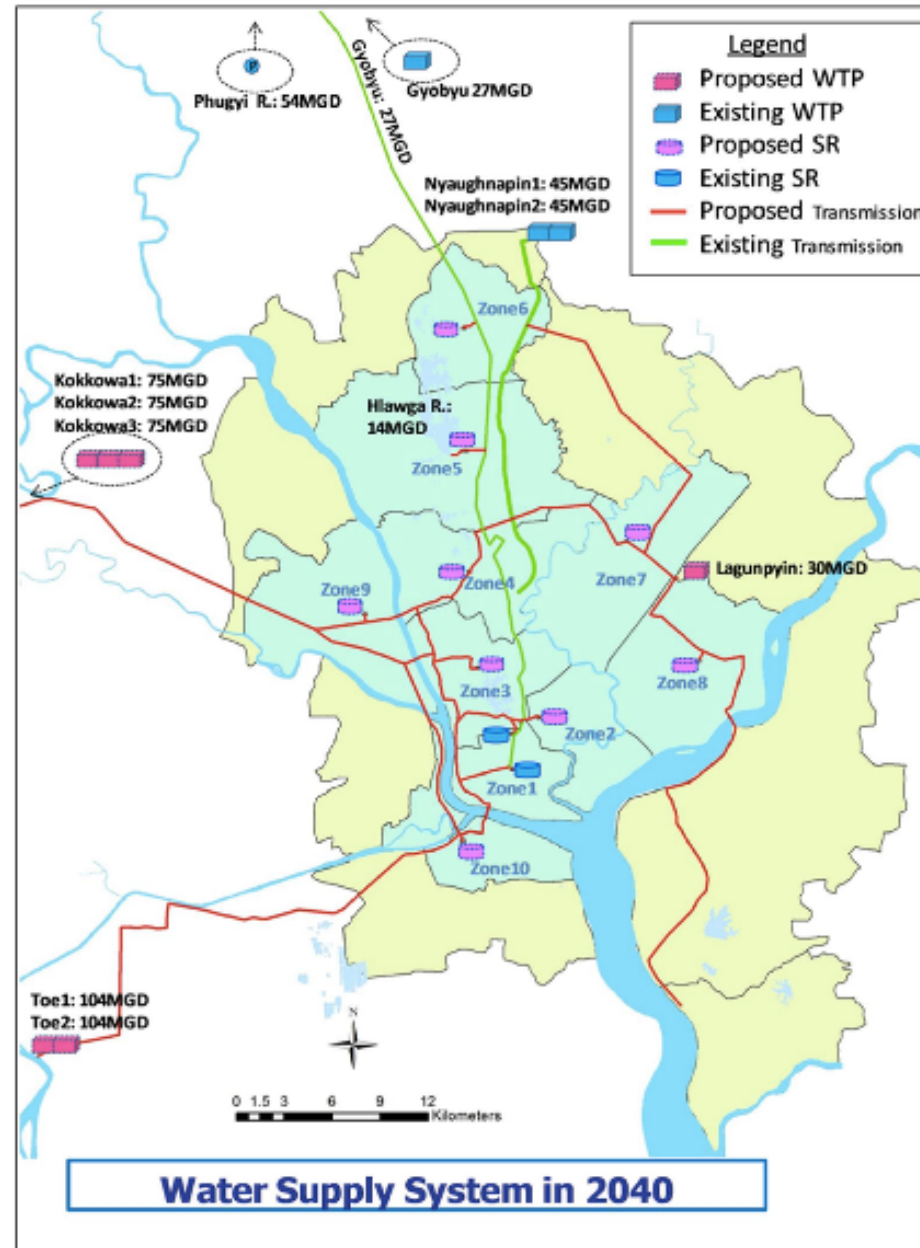 Legend
Proposed WTP
Existing WTP
Proposed SR
Existing SR
Proposed Transmission
Existing Transmission
P
Phugyi R.: 54MGD
Gyobyu: 27MGD
Gyobyu 27MGD
Nyaughnapin1: 45MGD
Nyaughnapin2: 45MGD
Zone6
Kokkowa1: 75MGD
Kokkowa2: 75MGD
Kokkowa3: 75MGD
Hlawga R.:
14MGD
Zone5
Zone4
Zone7
Lagunpyin: 30MGD
Zone9
Zone3
Zone8
Zone2
Zone1
Zone10
Toe1: 104MGD
Toe2: 104MGD
N
0 1.5 3 6 9 12
Kilometers
Water Supply System in 2040